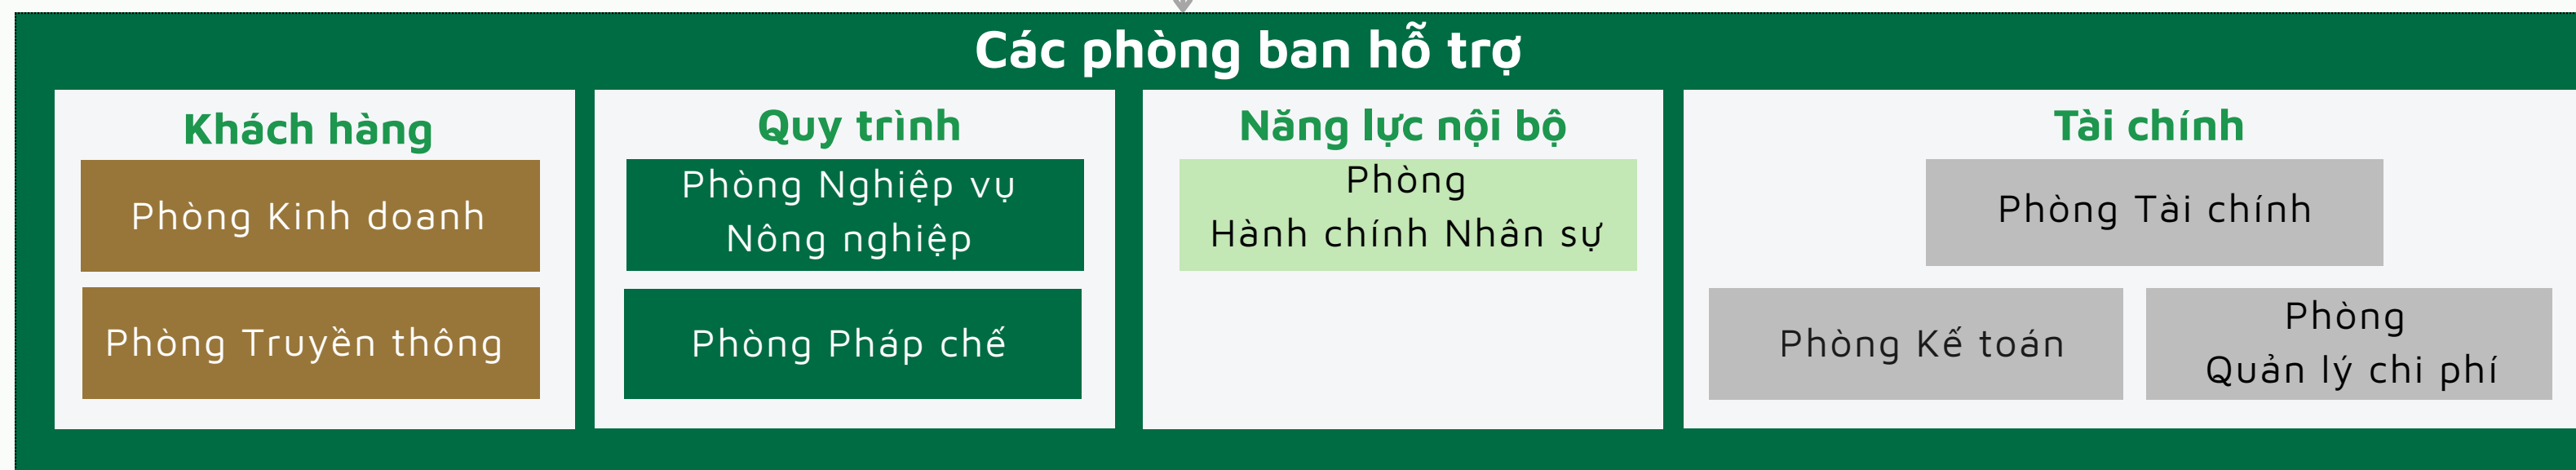 Các phòng ban hỗ trợ
Khách hàng
Phòng Kinh doanh
Phòng Truyền thông
Quy trình
Phòng Nghiệp vụ
Nông nghiệp
Phòng Pháp chế
Năng lực nội bộ
Phòng
Hành chính Nhân sự
Tài chính
Phòng Tài chính
Phòng Kế toán
Phòng
Quản lý chi phí